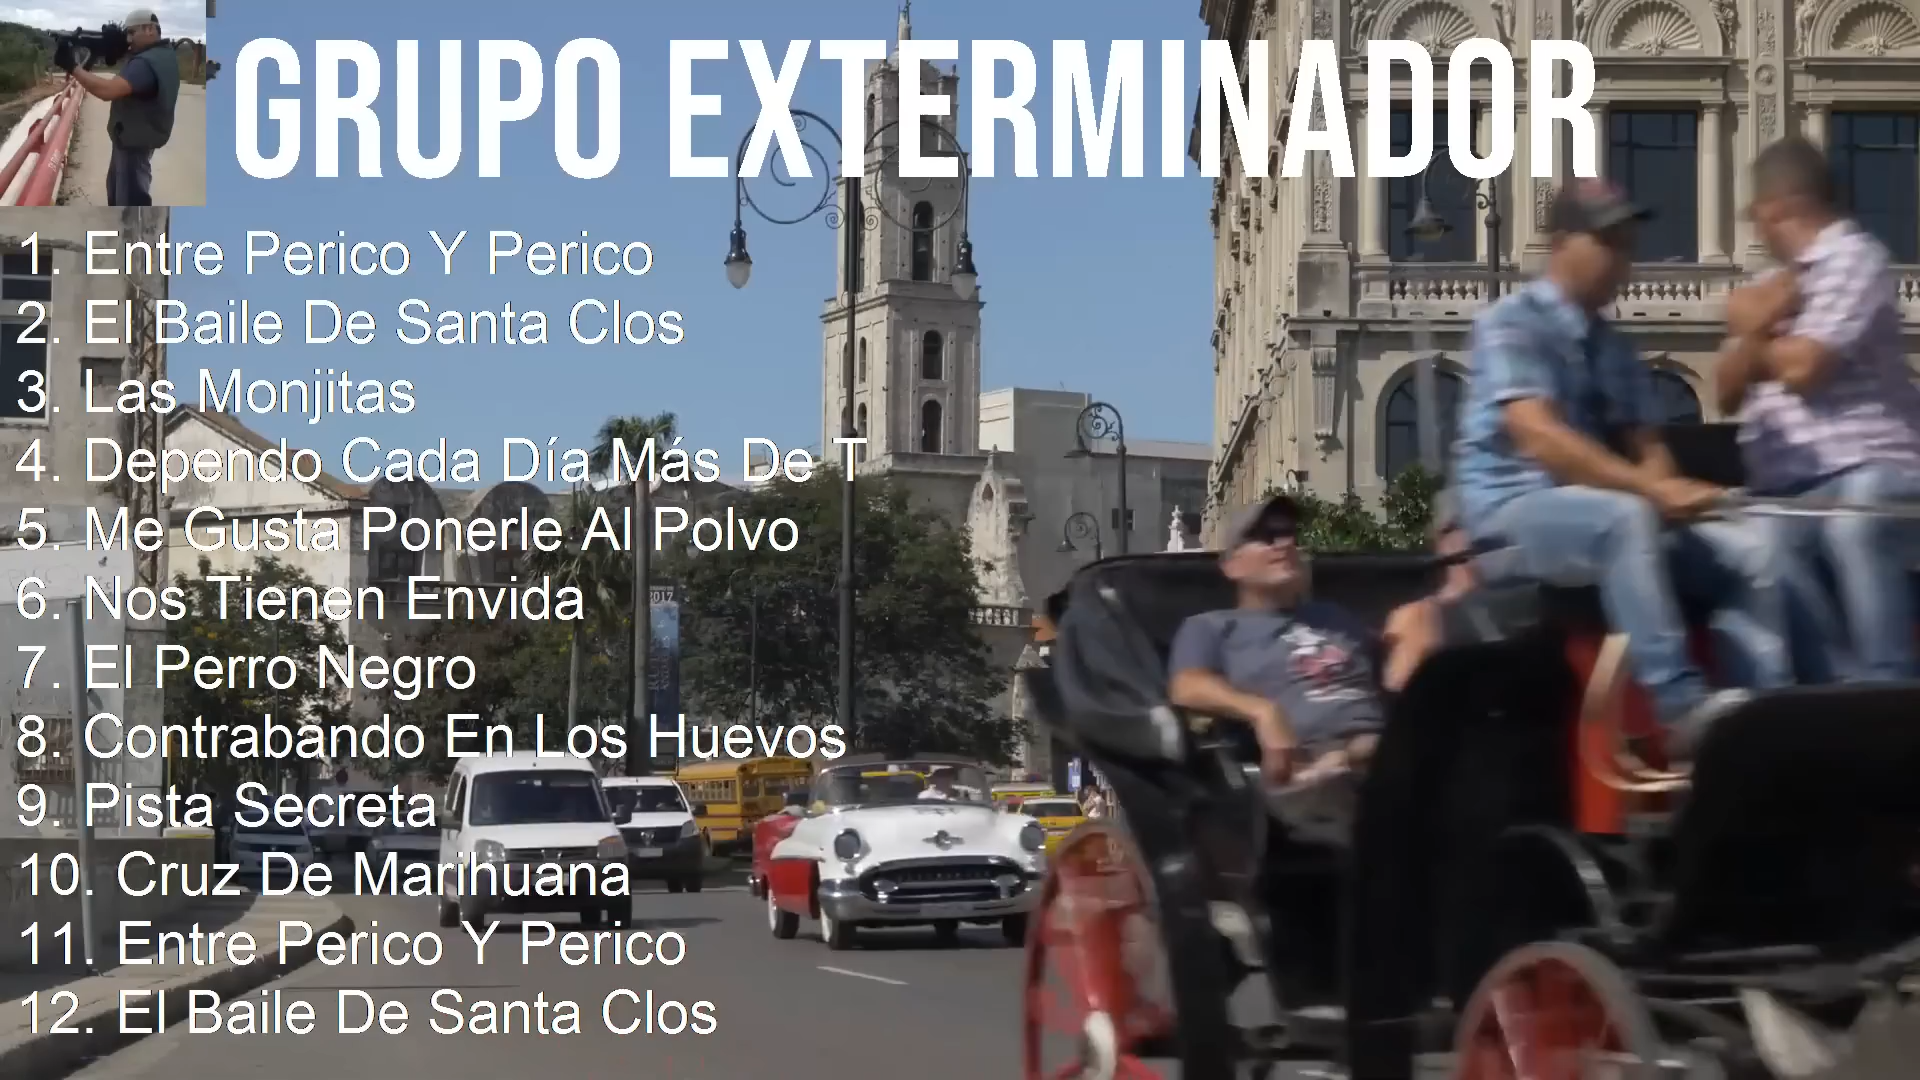 GRUPO EXTERMINADOR
1. Entre Perico Y Perico
2. El Baile De Santa Clos
3. Las Monjitas
4. Dependo Cada Día Más De T
5. Me Gusta Ponerle Al Polvo
6. Nos Tienen Envida
7. El Perro Negro
8. Contrabando En Los Huevos
9. Pista Secreta
10. Cruz De Marihuana
11. Entre Perico Y Perico
12. El Baile De Santa Clos
2017